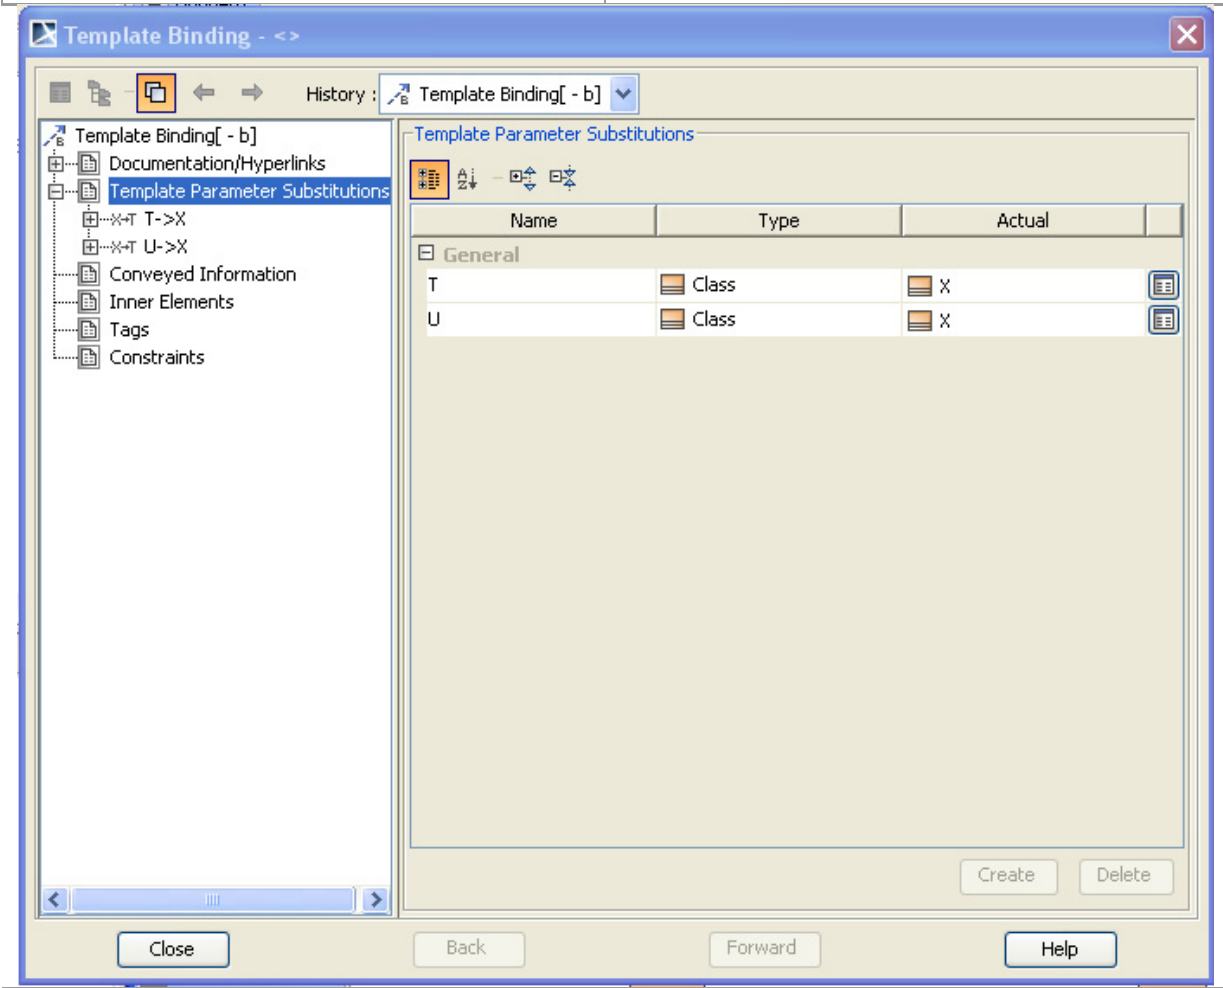 Template Binding - <>
History : Template Binding[ - b]
Template Binding[ - b]
Documentation/Hyperlinks
Template Parameter Substitutions
T->X
U->X
Conveyed Information
Inner Elements
Tags
Constraints
Template Parameter Substitutions
Name Type Actual
General
T Class X
U Class X
Create Delete
Close Back Forward Help